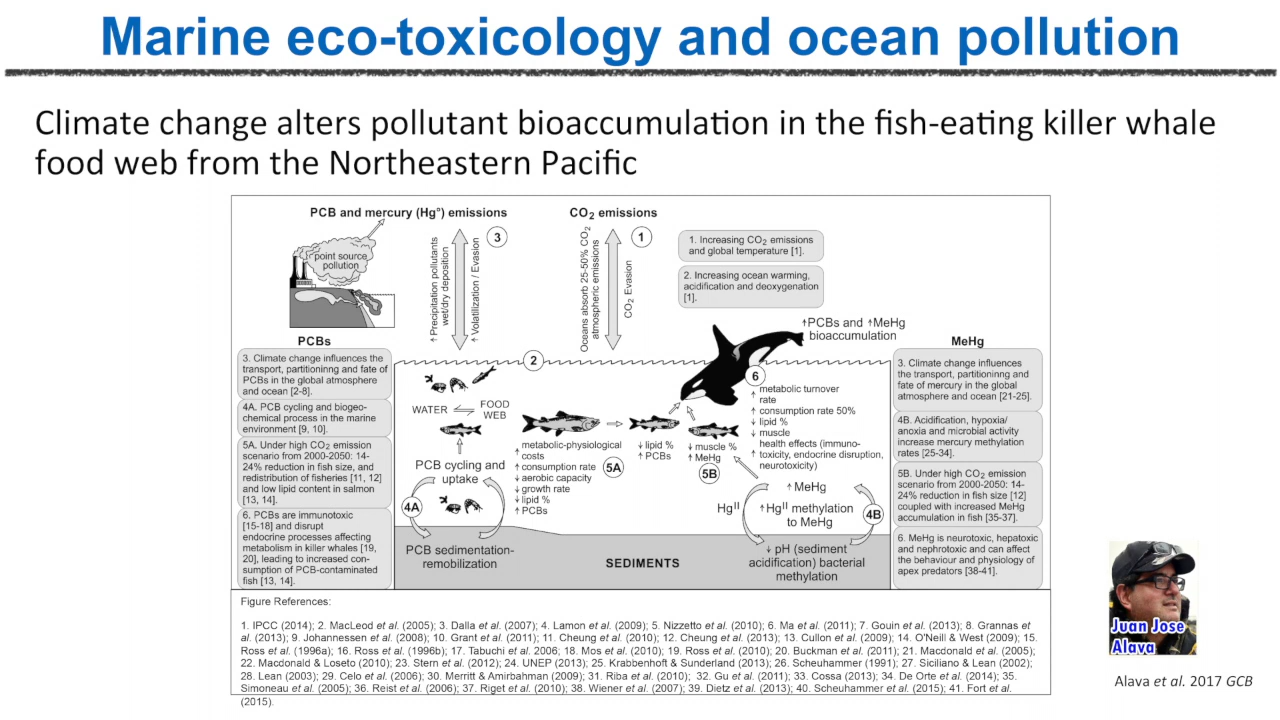 Marine eco-toxicology and ocean pollution
Climate change alters pollutant bioaccumulation in the fish-eating killer whale
food web from the Northeastern Pacific
PCB and mercury (Hg°) emissions
CO2 emissions
point source
pollution
3
1
↑Precipitation pollutants
wet/dry deposition
↑Volatilization / Evasion
Oceans absorb 25-50% CO2
atmospheric emissions
CO2 Evasion
1. Increasing CO2 emissions
and global temperature [1].
2. Increasing ocean warming,
acidification and deoxygenation
[1].
PCBs
3. Climate change influences the
transport, partitioninng and fate of
PCBs in the global atmosphere
and ocean [2-8].
4A. PCB cycling and biogeo-
chemical process in the marine
environment [9, 10].
5A. Under high CO2 emission
scenario from 2000-2050: 14-
24% reduction in fish size, and
redistribution of fisheries [11, 12]
and low lipid content in salmon
[13, 14].
6. PCBs are immunotoxic
[15-18] and disrupt
endocrine processes affecting
metabolism in killer whales [19,
20], leading to increased con-
sumption of PCB-contaminated
fish [13, 14].
2
WATER
FOOD
WEB
PCB cycling and
uptake
4A
PCB sedimentation-
remobilization
metabolic-physiological
↑ costs
↑ consumption rate
↓ aerobic capacity
↓ growth rate
↓ lipid %
↑ PCBs
5A
↓ lipid %
↑ PCBs
↓ muscle %
↑ MeHg
5B
↑PCBs and ↑MeHg
bioaccumulation
6
↑ metabolic turnover
rate
↑ consumption rate 50%
↓ lipid %
↓ muscle
health effects (immuno-
↑ toxicity, endocrine disruption,
neurotoxicity)
↑ MeHg
HgII
↑HgII methylation
to MeHg
4B
SEDIMENTS
↓ pH (sediment
acidification) bacterial
methylation
MeHg
3. Climate change influences
the transport, partitioninng and
fate of mercury in the global
atmosphere and ocean [21-25].
4B. Acidification, hypoxia/
anoxia and microbial activity
increase mercury methylation
rates [25-34].
5B. Under high CO2 emission
scenario from 2000-2050: 14-
24% reduction in fish size [12]
coupled with increased MeHg
accumulation in fish [35-37].
6. MeHg is neurotoxic, hepatoxic
and nephrotoxic and can affect
the behaviour and physiology of
apex predators [38-41].
Figure References:
1. IPCC (2014); 2. MacLeod et al. (2005); 3. Dalla et al. (2007); 4. Lamon et al. (2009); 5. Nizzetto et al. (2010); 6. Ma et al. (2011); 7. Gouin et al. (2013); 8. Grannas et
al. (2013); 9. Johannessen et al. (2008); 10. Gobas et al. (2011); 11. Cheung et al. (2010); 12. Cheung et al. (2013); 13. Cullon et al. (2009); 14. O'Neill & West (2009); 15.
Ross et al. (1996a); 16. Ross et al. (1996b); 17. Tabuchi et al. 2006; 18. Mos et al. (2010); 19. Ross et al. (2010); 20. Buckman et al. (2011); 21. Macdonald et al. (2005);
22. Macdonald & Loseto (2010); 23. Stern et al. (2012); 24. UNEP (2013); 25. Krabbenhoft & Sunderland (2013); 26. Scheuhammer (1991); 27. Siciliano & Lean (2002);
28. Lean (2003); 29. Celo et al. (2006); 30. Merritt & Amirbahman (2009); 31. Riba et al. (2010); 32. Gu et al. (2011); 33. Cossa (2013); 34. De Orte et al. (2014); 35.
Simoneau et al. (2005); 36. Reist et al. (2006); 37. Riget et al. (2010); 38. Wiener et al. (2007); 39. Dietz et al. (2013); 40. Scheuhammer et al. (2015); 41. Fort et al.
(2015).
Juan Jose
Alava
Alava et al. 2017 GCB